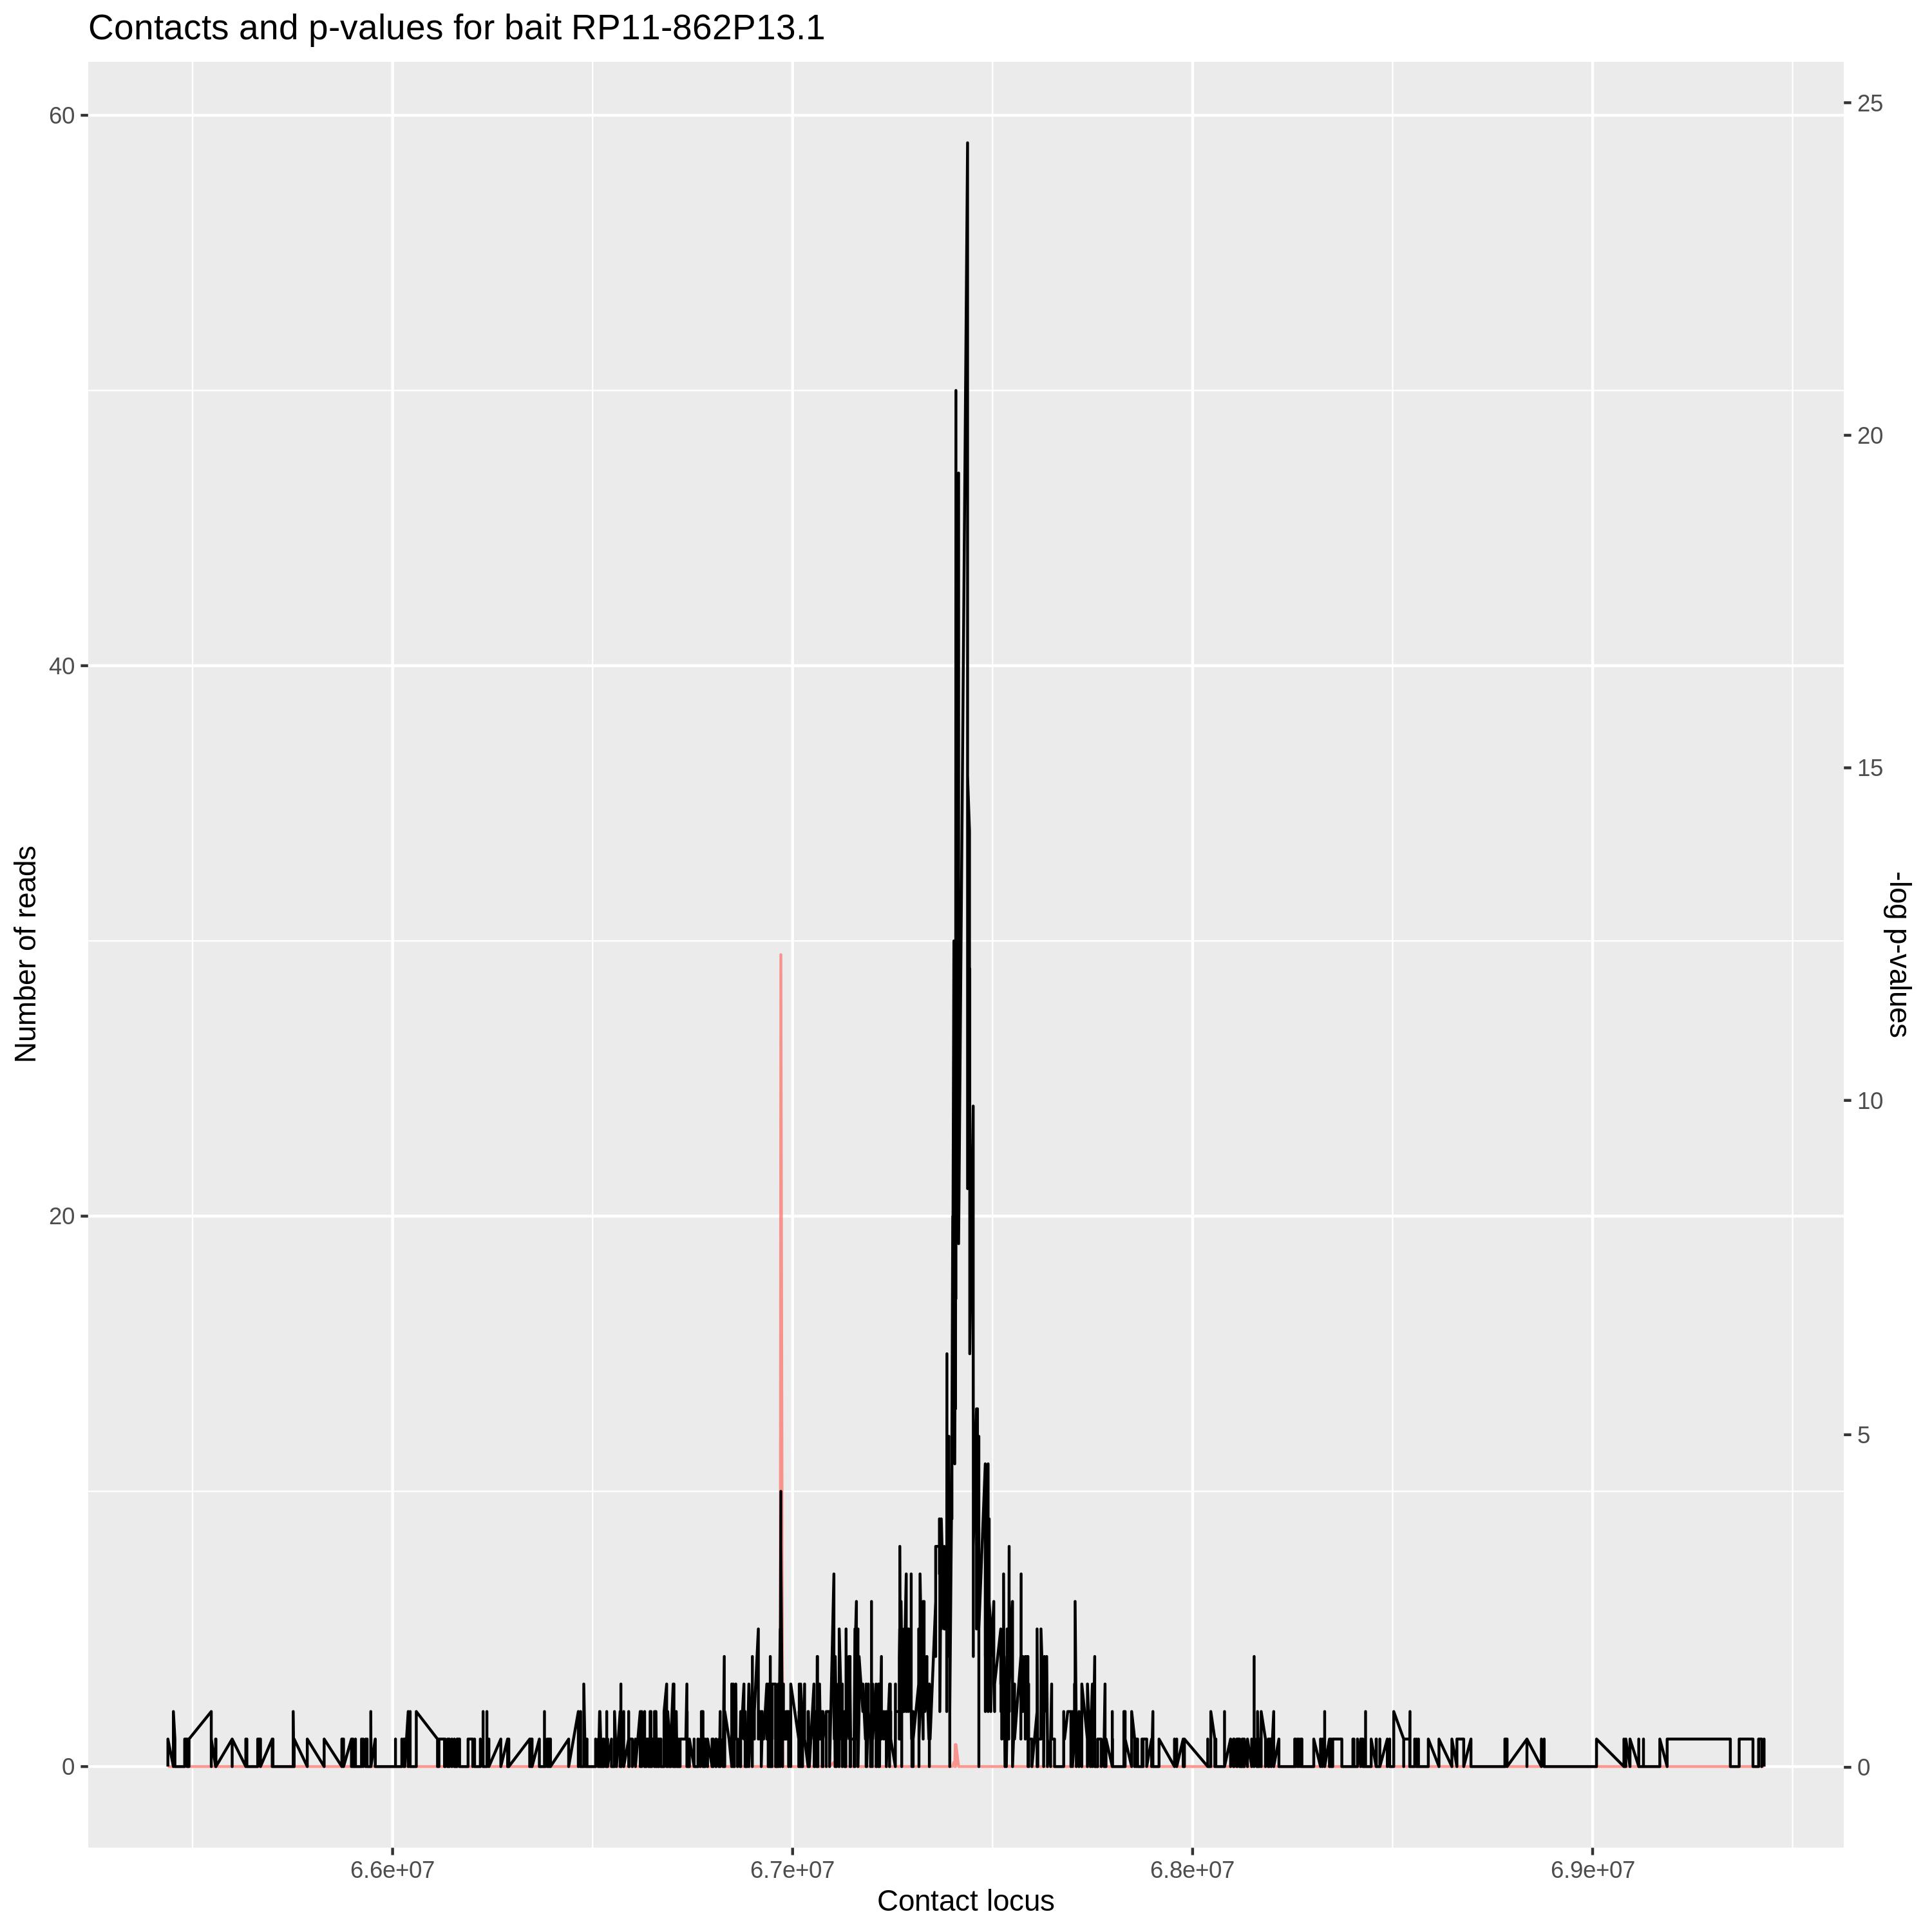 Contacts and p-values for bait RP11-862P13.1
60
40
20
0
Number of reads
25
20
15
10
5
0
-log p-values
6.6e+07
6.7e+07
6.8e+07
6.9e+07
Contact locus